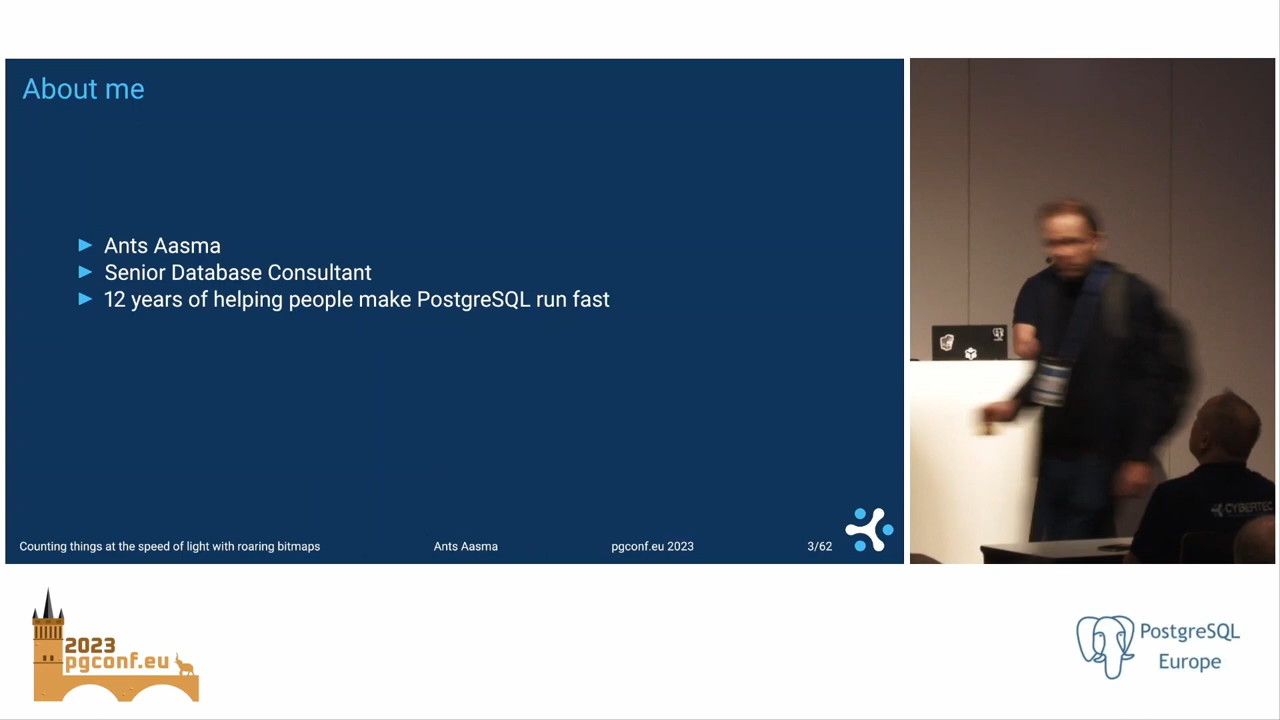 About me
Ants Aasma
Senior Database Consultant
12 years of helping people make PostgreSQL run fast
Counting things at the speed of light with roaring bitmaps
Ants Aasma
pgconf.eu 2023
3/62
CYBERTEC
2023
pgconf.eu
PostgreSQL
Europe